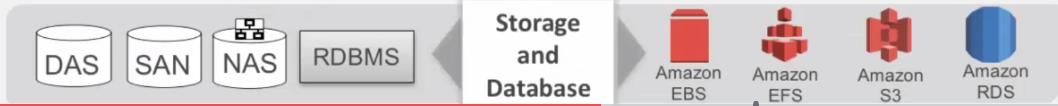 DAS
SAN
NAS
RDBMS
Storage
and
Database
Amazon
EBS
Amazon
EFS
Amazon
S3
Amazon
RDS